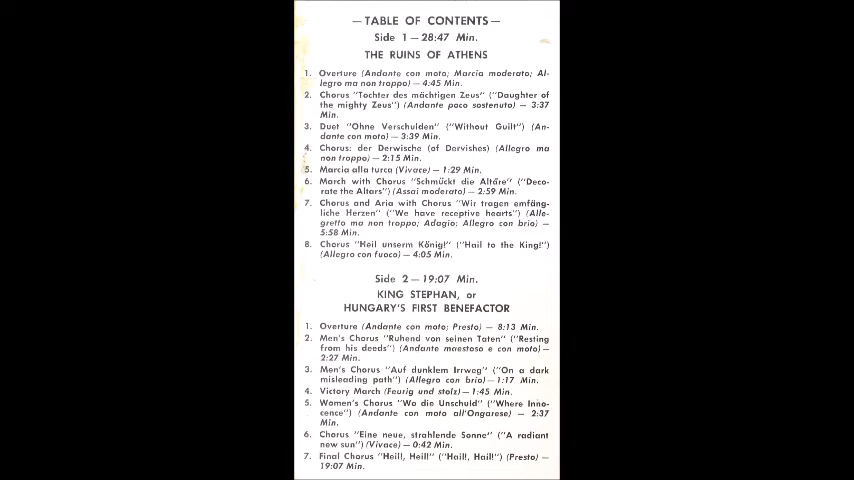 —TABLE OF CONTENTS—
Side 1—28:47 Min.
THE RUINS OF ATHENS
1. Overture (Andante con moto; Marcia moderato; Al-
legro ma non troppo) — 4:45 Min.
2. Chorus "Tochter des mächtigen Zeus" ("Daughter of
the mighty Zeus") (Andante poco sostenuto) — 3:37
Min.
3. Duet "Ohne Verschulden" ("Without Guilt") (An-
dante con moto) — 3:39 Min.
4. Chorus: der Derwische (of Dervishes) (Allegro ma
non troppo) — 2:15 Min.
5. Marcia alla turca (Vivace) — 1:29 Min.
6. March with Chorus "Schmückt die Altäre" ("Deco-
rate the Altars") (Assai moderato) — 2:59 Min.
7. Chorus and Aria with Chorus "Wir tragen emfäng-
liche Herzen" ("We have receptive hearts") (Alle-
gretto ma non troppo; Adagio; Allegro con brio) —
5:58 Min.
8. Chorus "Heil unserm König!" ("Hail to the King!")
(Allegro con fuoco) — 4:05 Min.
Side 2—19:07 Min.
KING STEPHAN, or
HUNGARY'S FIRST BENEFACTOR
1. Overture (Andante con moto; Presto) — 8:13 Min.
2. Men's Chorus "Ruhend von seinen Taten" ("Resting
from his deeds") (Andante maestoso e con moto) —
2:27 Min.
3. Men's Chorus "Auf dunklem Irrweg" ("On a dark
misleading path") (Allegro con brio)—1:17 Min.
4. Victory March (Feurig und stolz)—1:45 Min.
5. Women's Chorus "Wo die Unschuld" ("Where Inno-
cence") (Andante con moto all'Ongarese) — 2:37
Min.
6. Chorus "Eine neue, strahlende Sonne" ("A radiant
new sun") (Vivace) — 0:42 Min.
7. Final Chorus "Heill, Heil!" ("Hail!, Hail!") (Presto) —
19:07 Min.